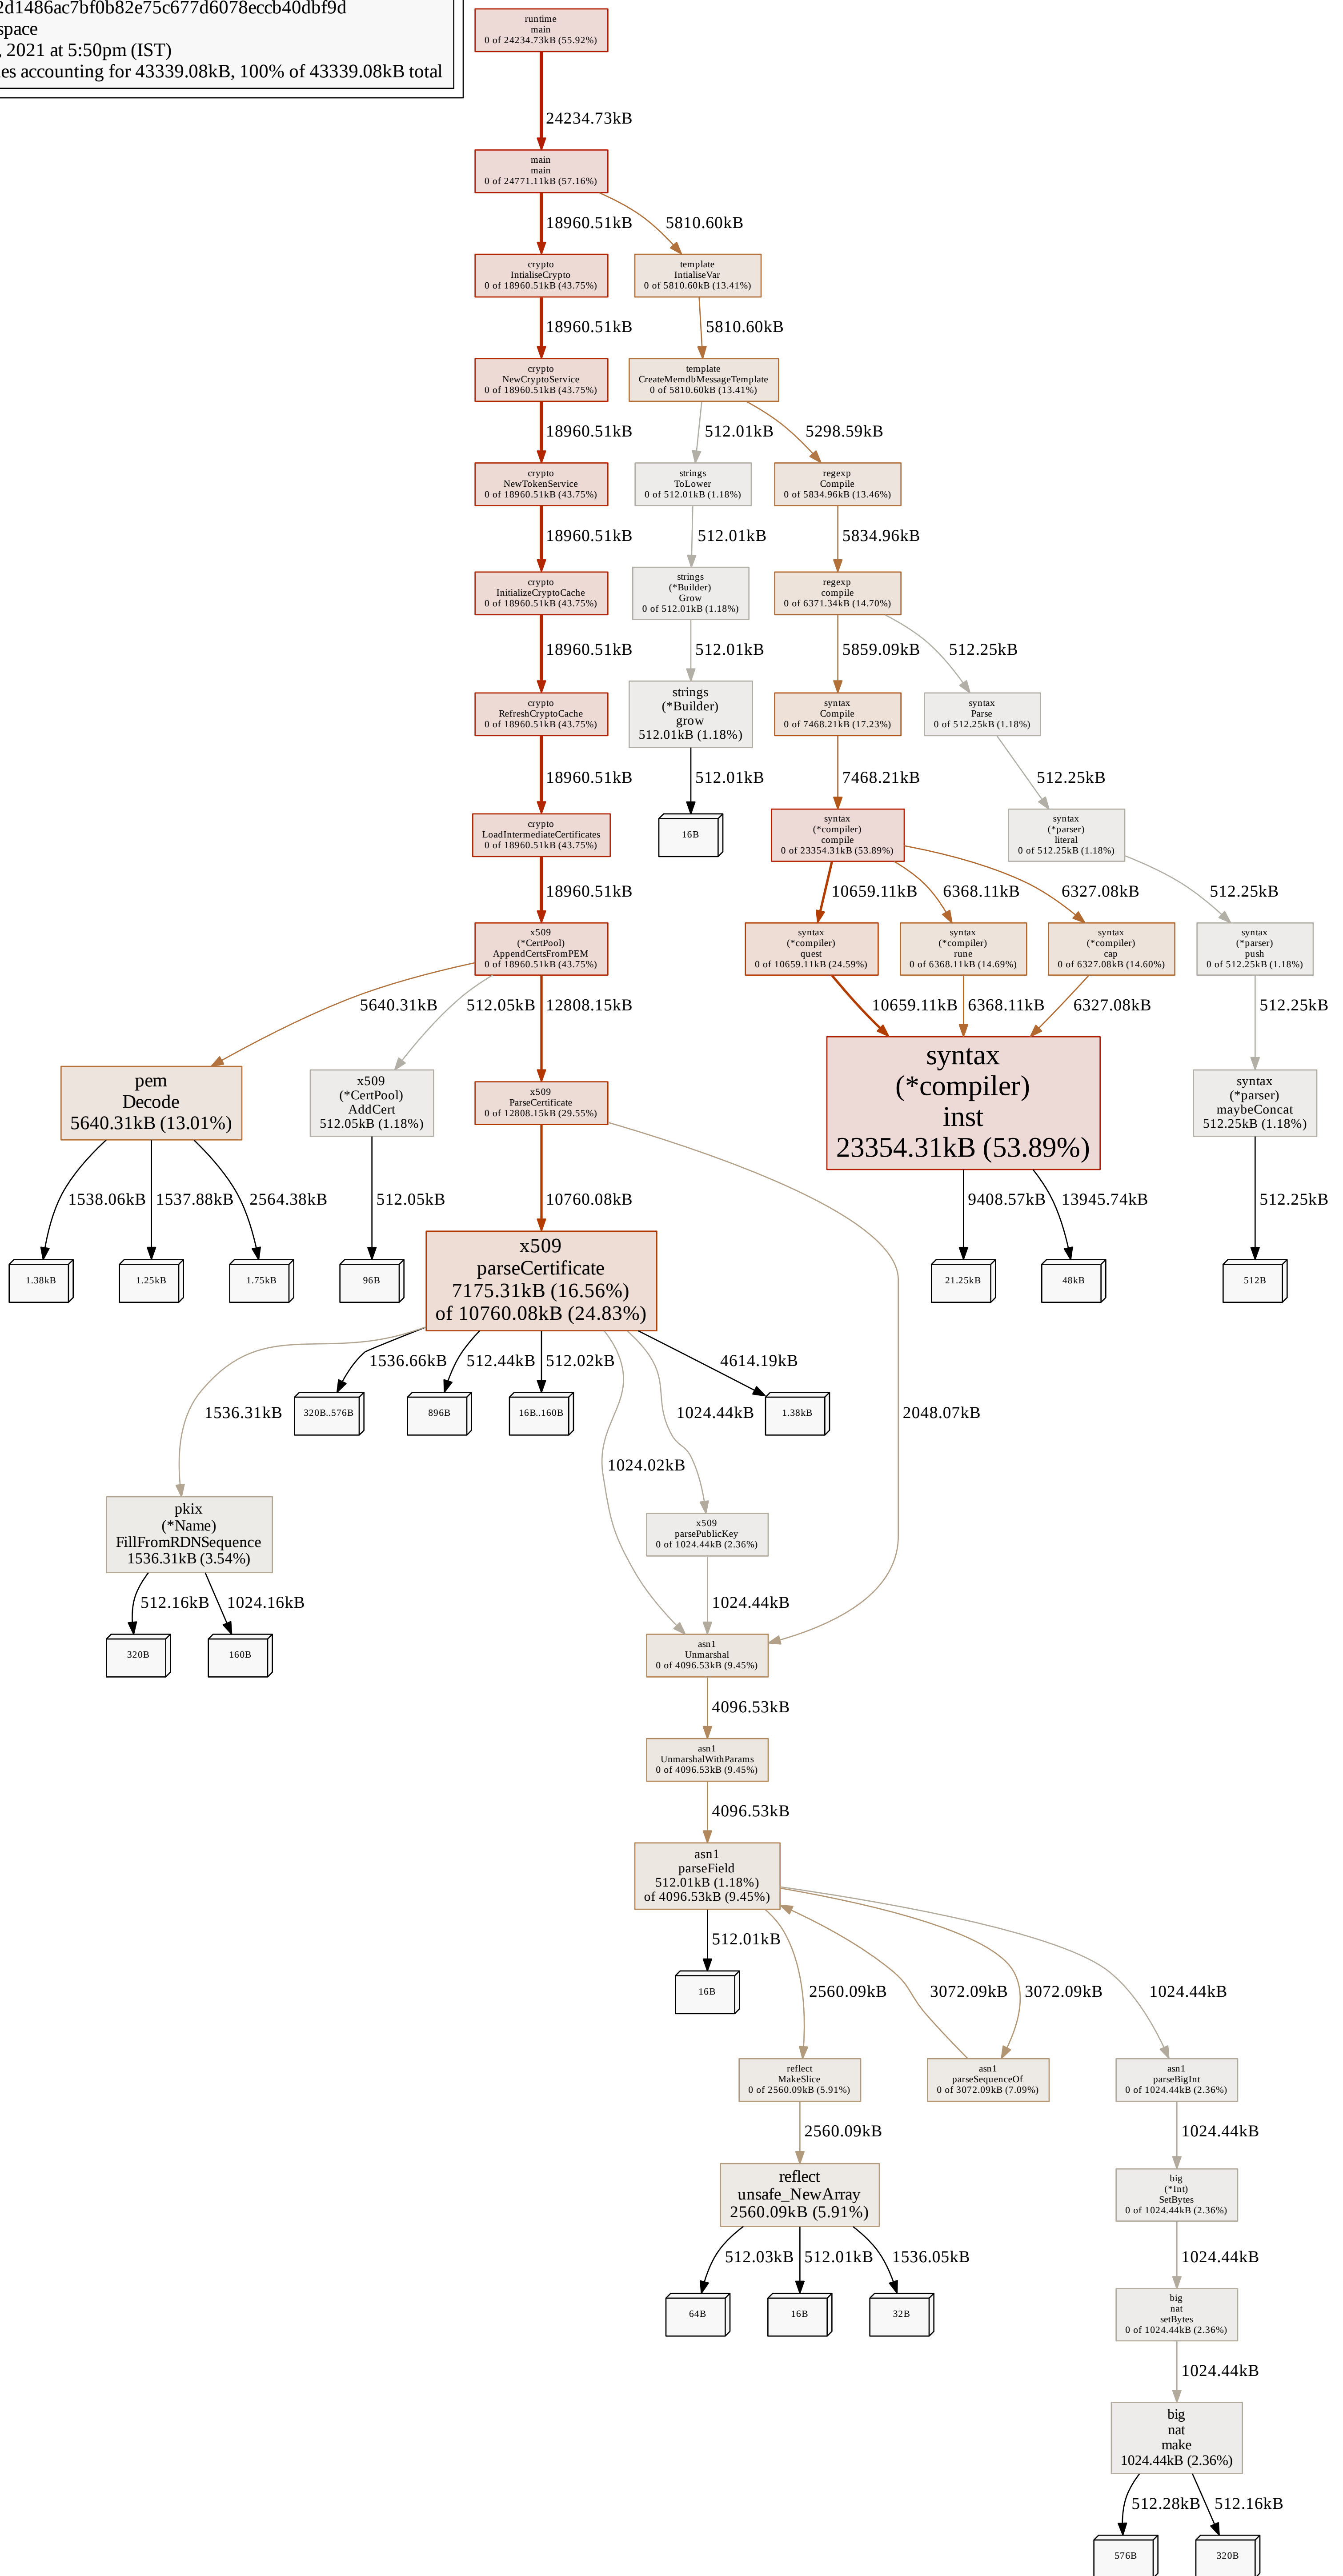 2d1486ac7bf0b82e75c677d6078eccb40dbf9d
space
, 2021 at 5:50pm (IST)
es accounting for 43339.08kB, 100% of 43339.08kB total
runtime
main
0 of 24234.73kB (55.92%)
24234.73kB
main
main
0 of 24771.11kB (57.16%)
18960.51kB
5810.60kB
crypto
IntialiseCrypto
0 of 18960.51kB (43.75%)
template
IntialiseVar
0 of 5810.60kB (13.41%)
18960.51kB
5810.60kB
crypto
NewCryptoService
0 of 18960.51kB (43.75%)
template
CreateMemdbMessageTemplate
0 of 5810.60kB (13.41%)
18960.51kB
512.01kB
5298.59kB
crypto
NewTokenService
0 of 18960.51kB (43.75%)
strings
ToLower
0 of 512.01kB (1.18%)
regexp
Compile
0 of 5834.96kB (13.46%)
18960.51kB
512.01kB
5834.96kB
crypto
InitializeCryptoCache
0 of 18960.51kB (43.75%)
strings
(*Builder)
Grow
0 of 512.01kB (1.18%)
regexp
compile
0 of 6371.34kB (14.70%)
18960.51kB
512.01kB
5859.09kB
512.25kB
crypto
RefreshCryptoCache
0 of 18960.51kB (43.75%)
strings
(*Builder)
grow
512.01kB (1.18%)
syntax
Compile
0 of 7468.21kB (17.23%)
syntax
Parse
0 of 512.25kB (1.18%)
18960.51kB
512.01kB
7468.21kB
512.25kB
crypto
LoadIntermediateCertificates
0 of 18960.51kB (43.75%)
16B
syntax
(*compiler)
compile
0 of 23354.31kB (53.89%)
syntax
(*parser)
literal
0 of 512.25kB (1.18%)
18960.51kB
10659.11kB
6368.11kB
6327.08kB
512.25kB
x509
(*CertPool)
AppendCertsFromPEM
0 of 18960.51kB (43.75%)
syntax
(*compiler)
quest
0 of 10659.11kB (24.59%)
syntax
(*compiler)
rune
0 of 6368.11kB (14.69%)
syntax
(*compiler)
cap
0 of 6327.08kB (14.60%)
syntax
(*parser)
push
0 of 512.25kB (1.18%)
5640.31kB
512.05kB
12808.15kB
10659.11kB
6368.11kB
6327.08kB
512.25kB
pem
Decode
5640.31kB (13.01%)
x509
(*CertPool)
AddCert
512.05kB (1.18%)
x509
ParseCertificate
0 of 12808.15kB (29.55%)
syntax
(*compiler)
inst
23354.31kB (53.89%)
syntax
(*parser)
maybeConcat
512.25kB (1.18%)
1538.06kB
1537.88kB
2564.38kB
512.05kB
10760.08kB
9408.57kB
13945.74kB
512.25kB
1.38kB
1.25kB
1.75kB
96B
x509
parseCertificate
7175.31kB (16.56%)
of 10760.08kB (24.83%)
21.25kB
48kB
512B
1536.66kB
512.44kB
512.02kB
4614.19kB
1536.31kB
320B..576B
896B
16B..160B
1024.44kB
1.38kB
2048.07kB
1024.02kB
pkix
(*Name)
FillFromRDNSequence
1536.31kB (3.54%)
x509
parsePublicKey
0 of 1024.44kB (2.36%)
512.16kB
1024.16kB
1024.44kB
320B
160B
asn1
Unmarshal
0 of 4096.53kB (9.45%)
4096.53kB
asn1
UnmarshalWithParams
0 of 4096.53kB (9.45%)
4096.53kB
asn1
parseField
512.01kB (1.18%)
of 4096.53kB (9.45%)
512.01kB
16B
2560.09kB
3072.09kB
3072.09kB
1024.44kB
reflect
MakeSlice
0 of 2560.09kB (5.91%)
asn1
parseSequenceOf
0 of 3072.09kB (7.09%)
asn1
parseBigInt
0 of 1024.44kB (2.36%)
2560.09kB
1024.44kB
reflect
unsafe_NewArray
2560.09kB (5.91%)
big
(*Int)
SetBytes
0 of 1024.44kB (2.36%)
512.03kB
512.01kB
1536.05kB
1024.44kB
64B
16B
32B
big
nat
setBytes
0 of 1024.44kB (2.36%)
1024.44kB
big
nat
make
1024.44kB (2.36%)
512.28kB
512.16kB
576B
320B